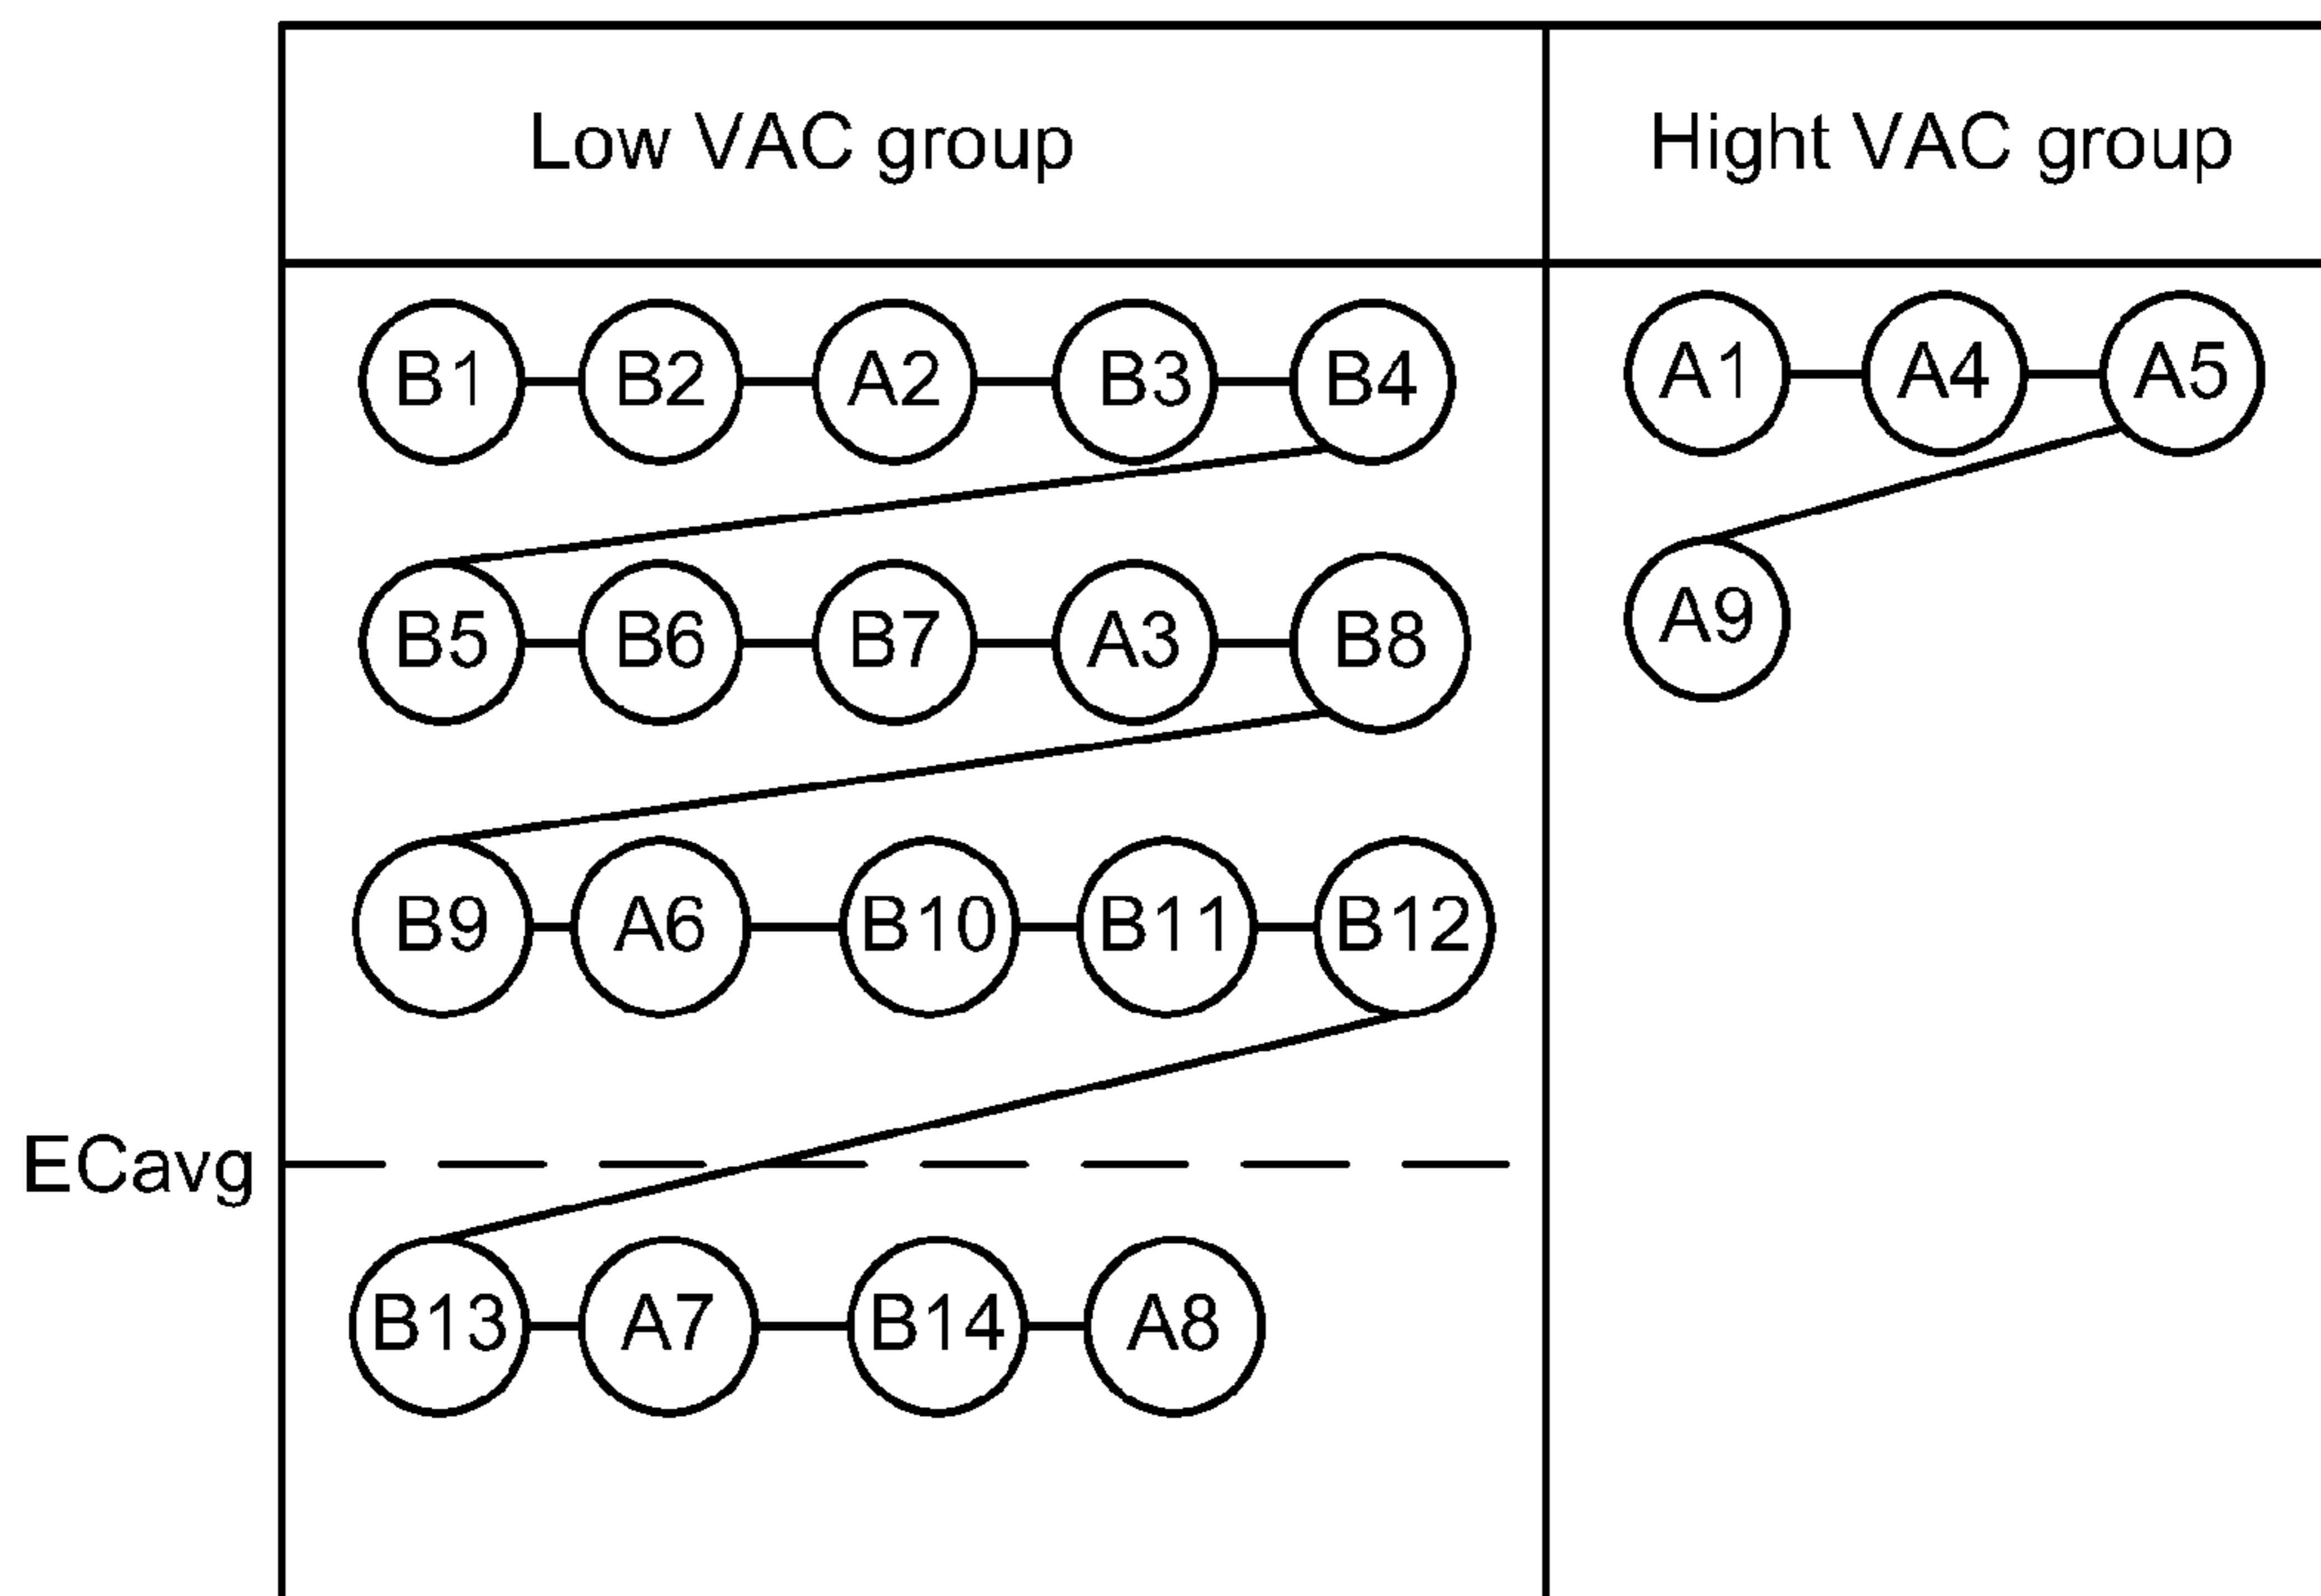 Low VAC group
Hight VAC group
B1 B2 A2 B3 B4
A1 A4 A5
B5 B6 B7 A3 B8
A9
B9 A6 B10 B11 B12
ECavg
B13 A7 B14 A8